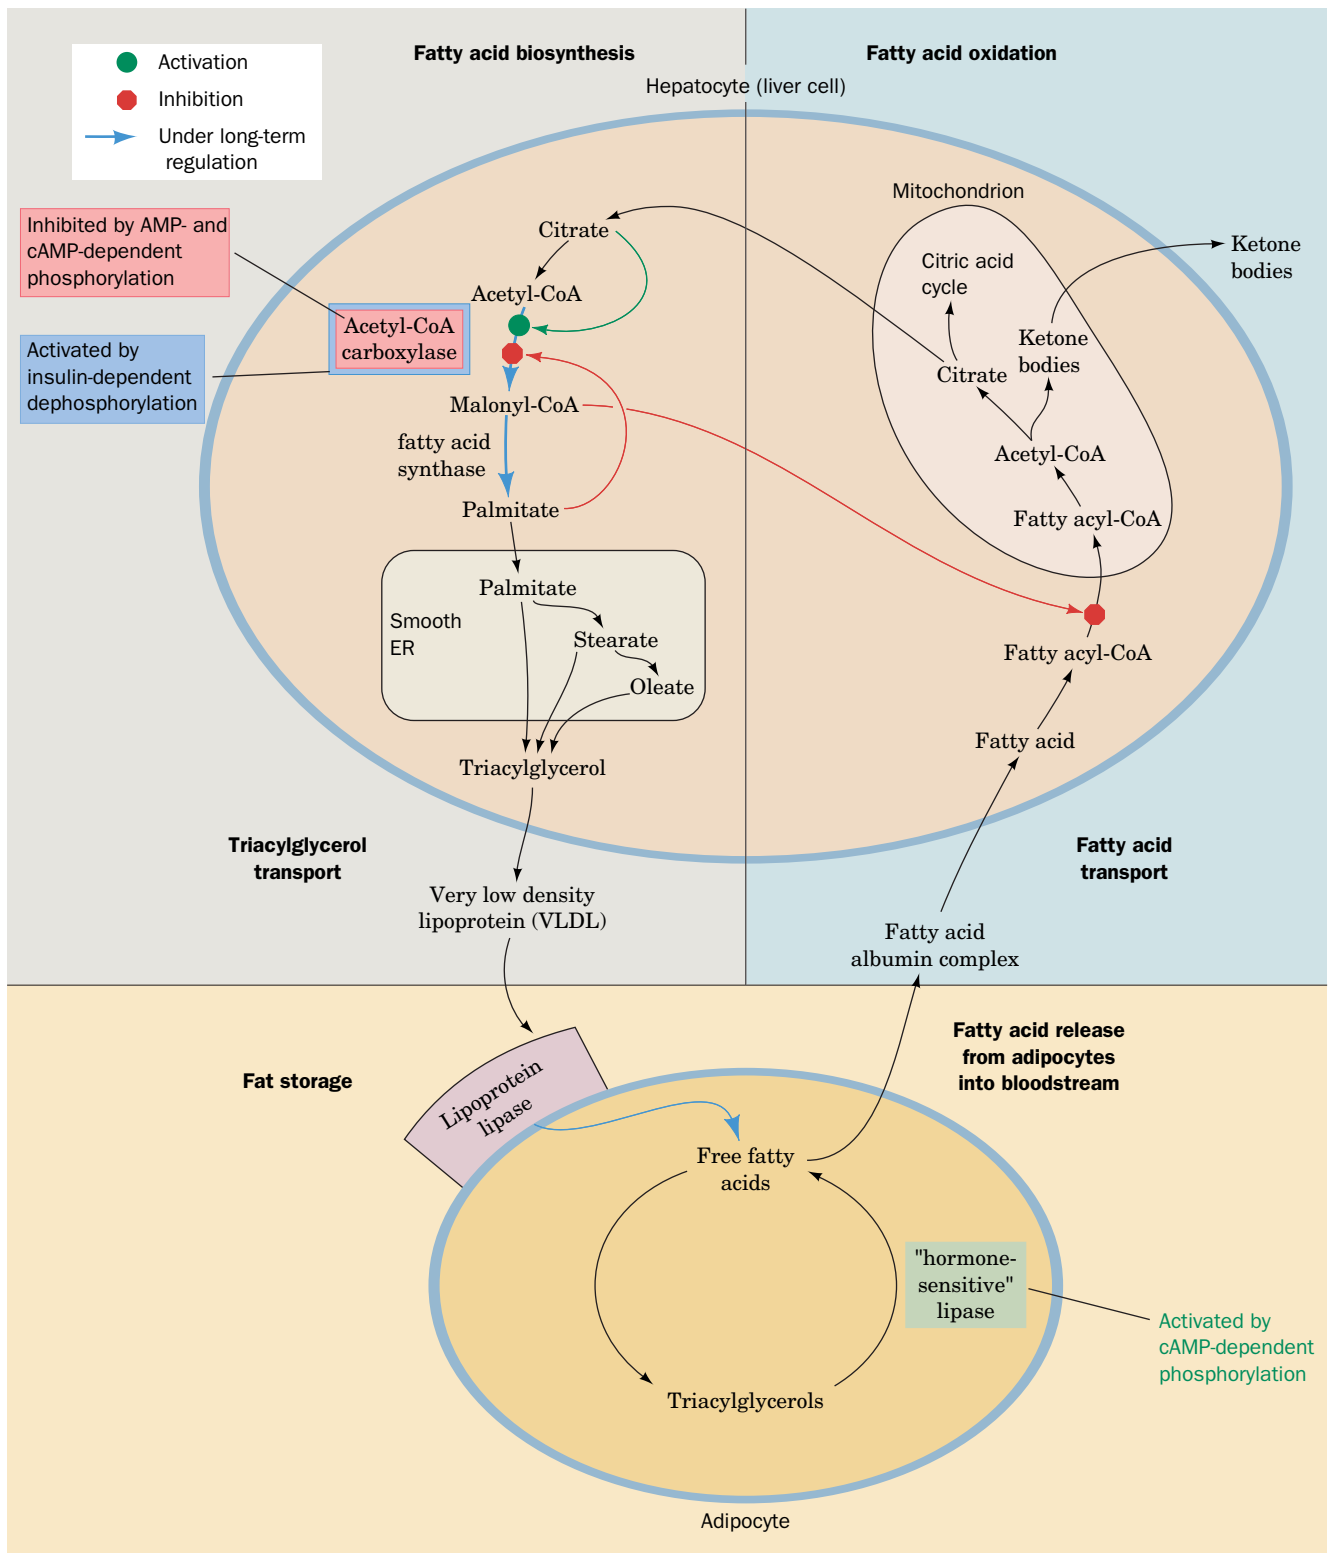 Fatty acid biosynthesis
Fatty acid oxidation
Activation
Inhibition
Under long-term
regulation
Hepatocyte (liver cell)
Inhibited by AMP- and
cAMP-dependent
phosphorylation
Activated by
insulin-dependent
dephosphorylation
Citrate
Acetyl-CoA
Acetyl-CoA
carboxylase
Malonyl-CoA
fatty acid
synthase
Palmitate
Palmitate
Smooth
ER
Stearate
Oleate
Triacylglycerol
Mitochondrion
Citric acid
cycle
Ketone
bodies
Ketone
bodies
Citrate
Acetyl-CoA
Fatty acyl-CoA
Fatty acyl-CoA
Fatty acid
Triacylglycerol
transport
Fatty acid
transport
Very low density
lipoprotein (VLDL)
Fatty acid
albumin complex
Fat storage
Fatty acid release
from adipocytes
into bloodstream
Lipoprotein
lipase
Free fatty
acids
"hormone-
sensitive"
lipase
Activated by
cAMP-dependent
phosphorylation
Triacylglycerols
Adipocyte